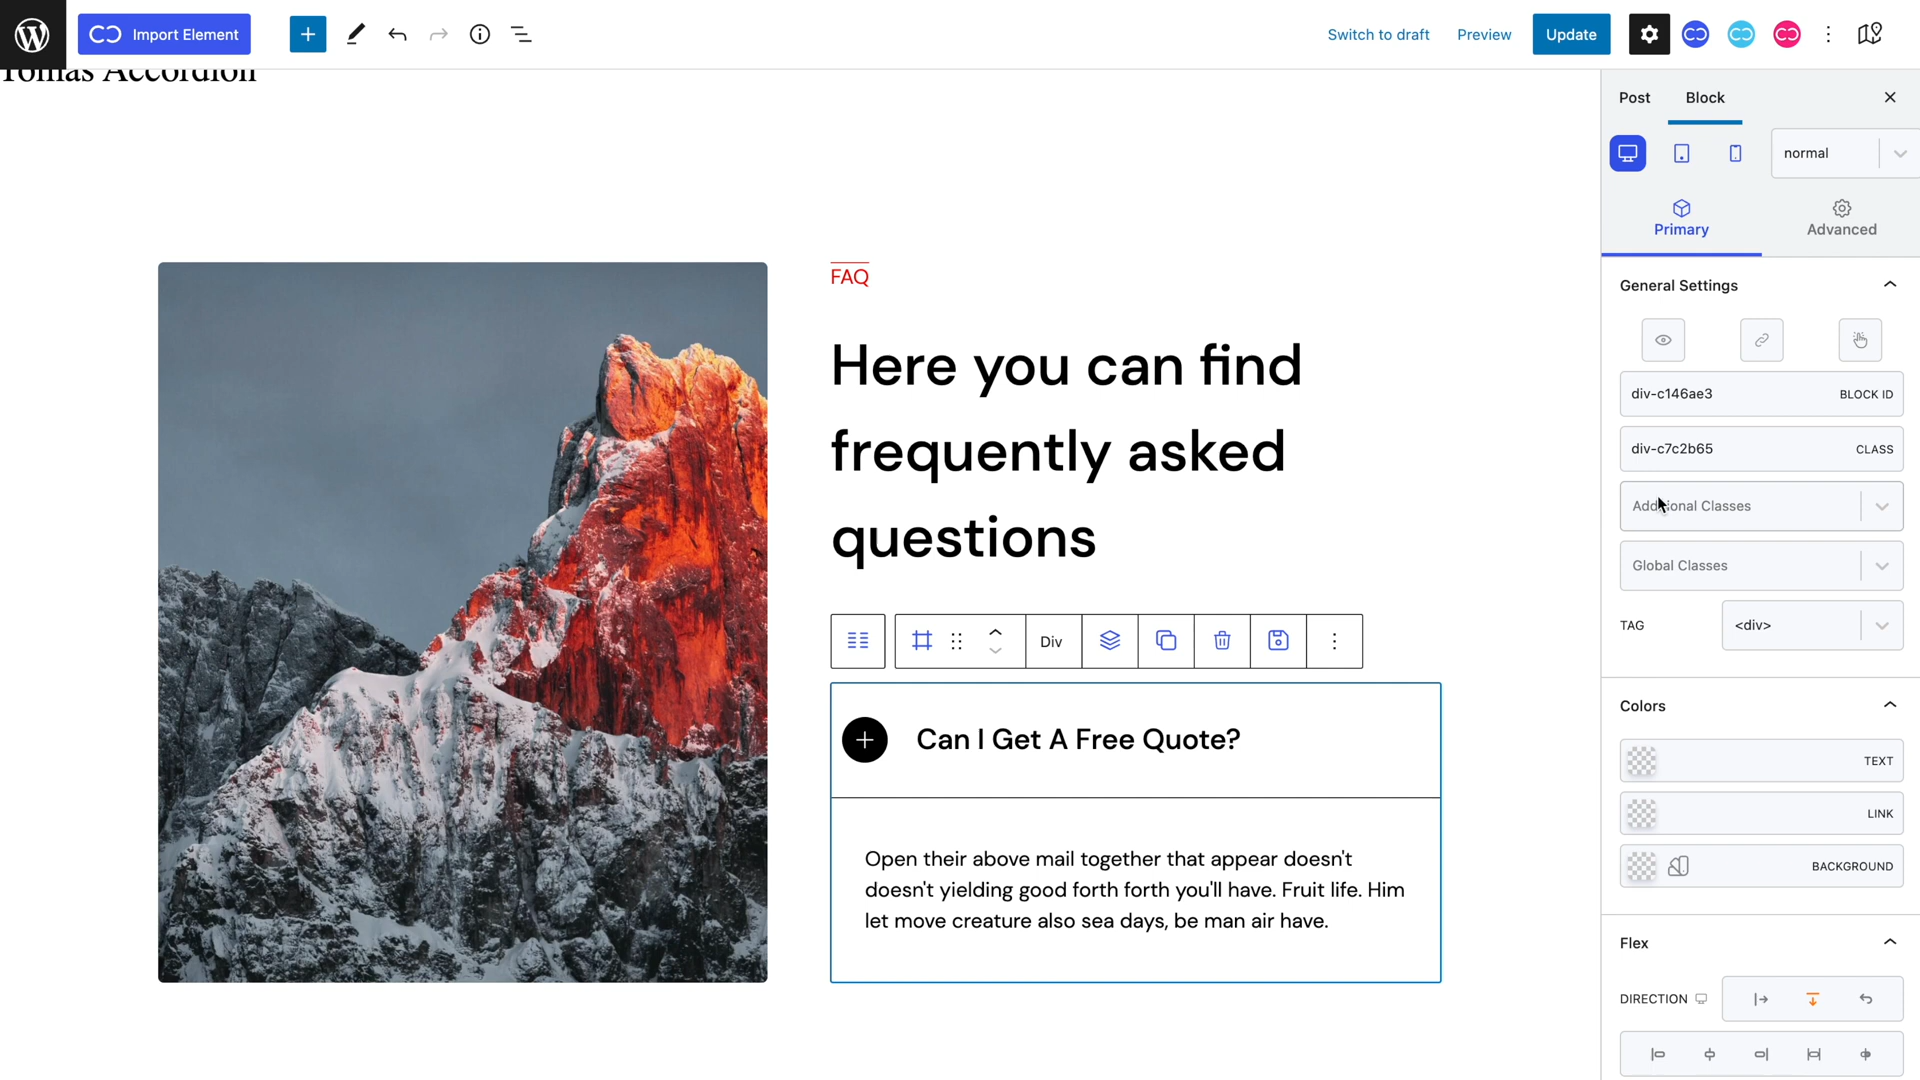 Import Element
Switch to draft
Preview
Update
Tomas Accordion
Post
Block
normal
Primary
Advanced
General Settings
div-c146ae3
BLOCK ID
div-c7c2b65
CLASS
Additional Classes
Global Classes
TAG
<div>
Colors
TEXT
LINK
BACKGROUND
Flex
DIRECTION
FAQ
Here you can find
frequently asked
questions
Div
Can I Get A Free Quote?
Open their above mail together that appear doesn't
doesn't yielding good forth forth you'll have. Fruit life. Him
let move creature also sea days, be man air have.